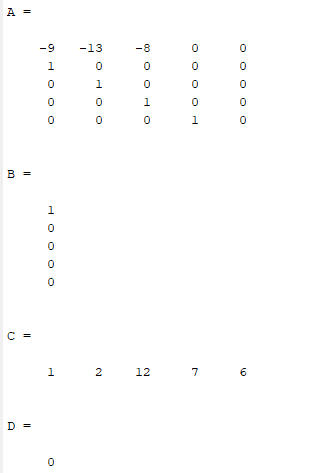 A =
-9 -13 -8 0 0
1 0 0 0 0
0 1 0 0 0
0 0 1 0 0
0 0 0 1 0
B =
1
0
0
0
0
C =
1 2 12 7 6
D =
0